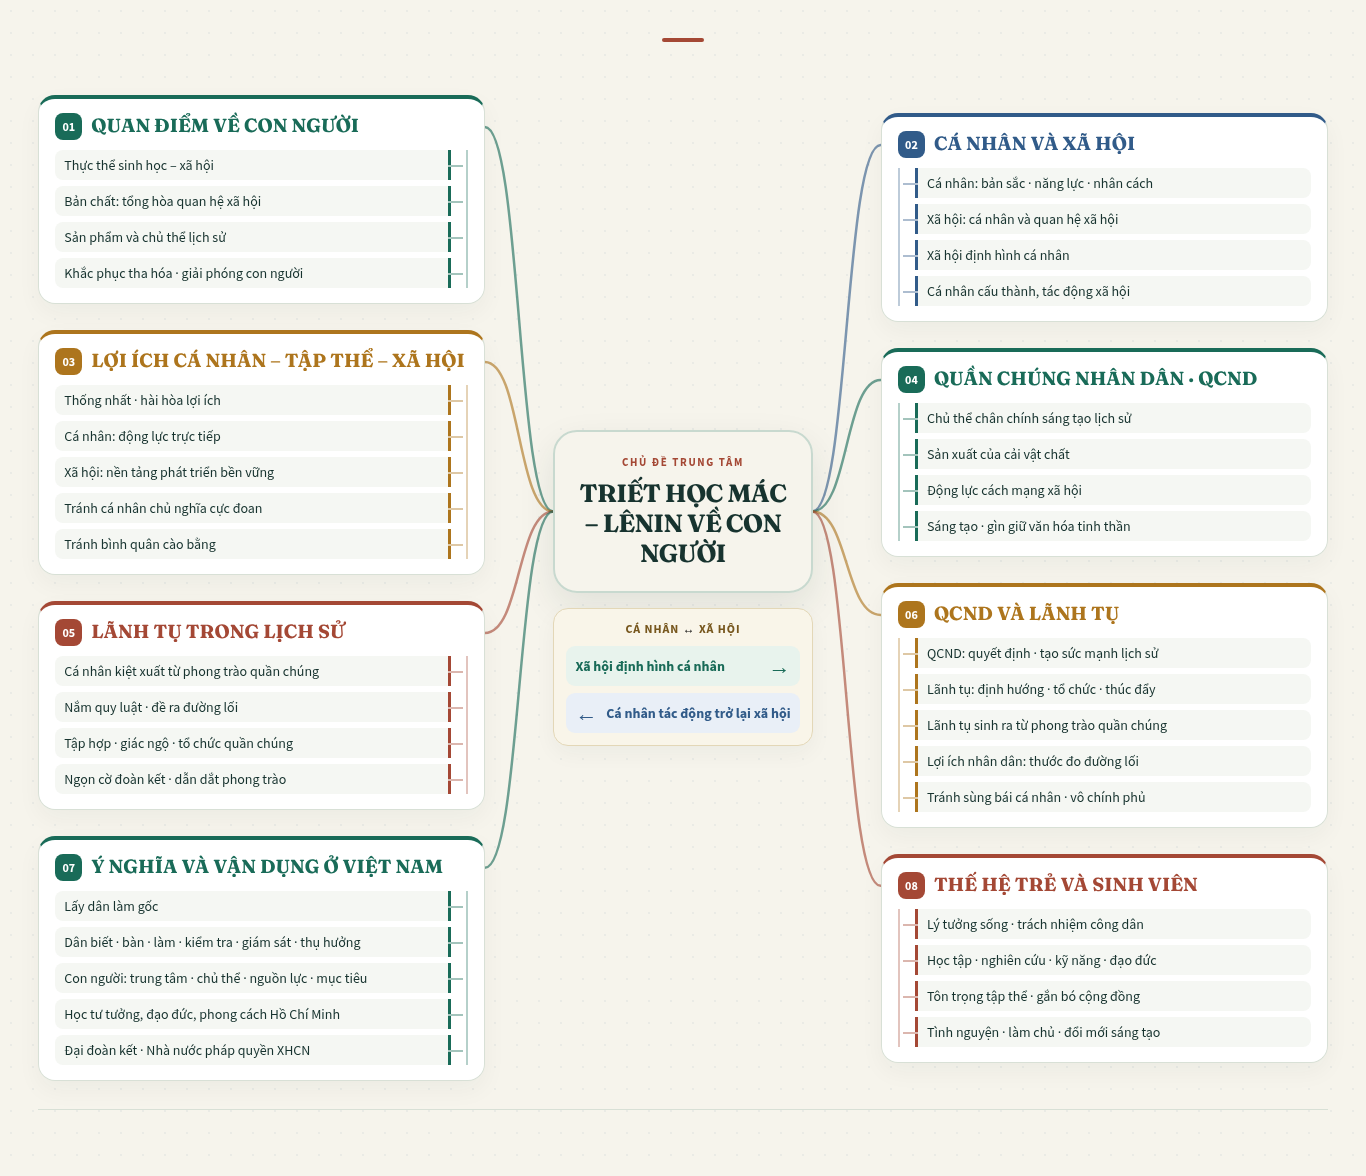 01 QUAN ĐIỂM VỀ CON NGƯỜI
Thực thể sinh học – xã hội
Bản chất: tổng hòa quan hệ xã hội
Sản phẩm và chủ thể lịch sử
Khắc phục tha hóa · giải phóng con người
02 CÁ NHÂN VÀ XÃ HỘI
Cá nhân: bản sắc · năng lực · nhân cách
Xã hội: cá nhân và quan hệ xã hội
Xã hội định hình cá nhân
Cá nhân cấu thành, tác động xã hội
03 LỢI ÍCH CÁ NHÂN – TẬP THỂ – XÃ HỘI
Thống nhất · hài hòa lợi ích
Cá nhân: động lực trực tiếp
Xã hội: nền tảng phát triển bền vững
Tránh cá nhân chủ nghĩa cực đoan
Tránh bình quân cào bằng
04 QUẦN CHÚNG NHÂN DÂN · QCND
Chủ thể chân chính sáng tạo lịch sử
Sản xuất của cải vật chất
Động lực cách mạng xã hội
Sáng tạo · gìn giữ văn hóa tinh thần
CHỦ ĐỀ TRUNG TÂM
TRIẾT HỌC MÁC
– LÊNIN VỀ CON
NGƯỜI
CÁ NHÂN ↔ XÃ HỘI
Xã hội định hình cá nhân →
← Cá nhân tác động trở lại xã hội
05 LÃNH TỤ TRONG LỊCH SỬ
Cá nhân kiệt xuất từ phong trào quần chúng
Nắm quy luật · đề ra đường lối
Tập hợp · giác ngộ · tổ chức quần chúng
Ngọn cờ đoàn kết · dẫn dắt phong trào
06 QCND VÀ LÃNH TỤ
QCND: quyết định · tạo sức mạnh lịch sử
Lãnh tụ: định hướng · tổ chức · thúc đẩy
Lãnh tụ sinh ra từ phong trào quần chúng
Lợi ích nhân dân: thước đo đường lối
Tránh sùng bái cá nhân · vô chính phủ
07 Ý NGHĨA VÀ VẬN DỤNG Ở VIỆT NAM
Lấy dân làm gốc
Dân biết · bàn · làm · kiểm tra · giám sát · thụ hưởng
Con người: trung tâm · chủ thể · nguồn lực · mục tiêu
Học tư tưởng, đạo đức, phong cách Hồ Chí Minh
Đại đoàn kết · Nhà nước pháp quyền XHCN
08 THẾ HỆ TRẺ VÀ SINH VIÊN
Lý tưởng sống · trách nhiệm công dân
Học tập · nghiên cứu · kỹ năng · đạo đức
Tôn trọng tập thể · gắn bó cộng đồng
Tình nguyện · làm chủ · đổi mới sáng tạo